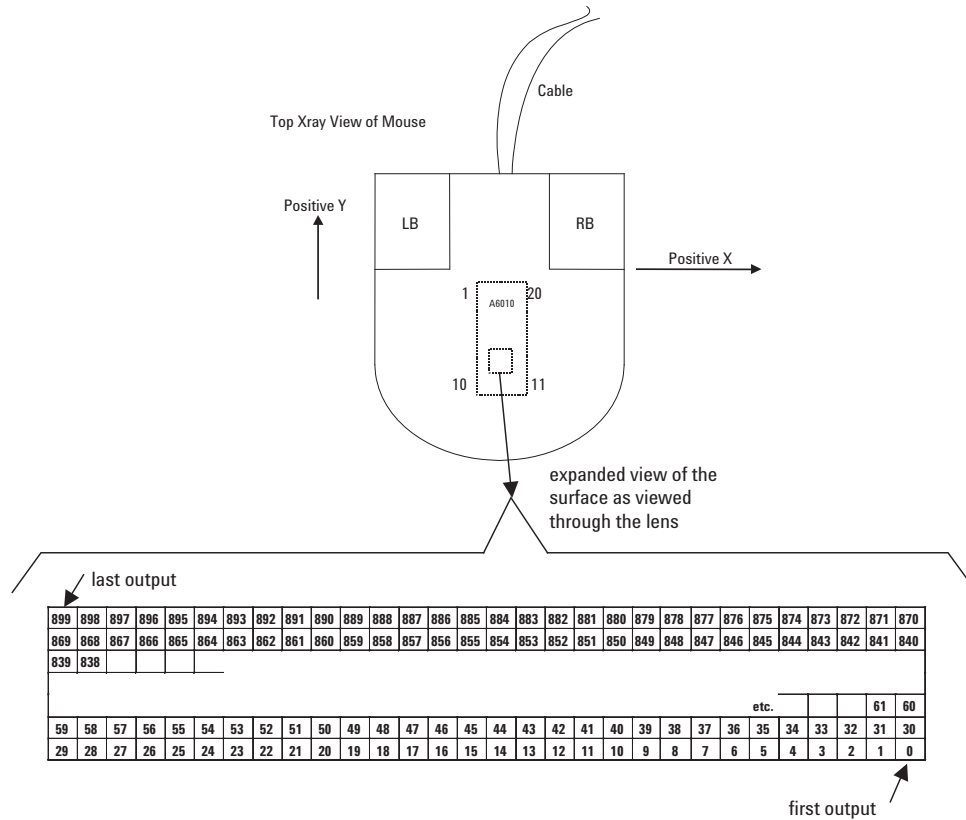 Cable
Top Xray View of Mouse
Positive Y
LB
RB
Positive X
1
A6010
20
10
11
expanded view of the
surface as viewed
through the lens
last output
899 898 897 896 895 894 893 892 891 890 889 888 887 886 885 884 883 882 881 880 879 878 877 876 875 874 873 872 871 870
869 868 867 866 865 864 863 862 861 860 859 858 857 856 855 854 853 852 851 850 849 848 847 846 845 844 843 842 841 840
839 838
etc. 61 60
59 58 57 56 55 54 53 52 51 50 49 48 47 46 45 44 43 42 41 40 39 38 37 36 35 34 33 32 31 30
29 28 27 26 25 24 23 22 21 20 19 18 17 16 15 14 13 12 11 10 9 8 7 6 5 4 3 2 1 0
first output